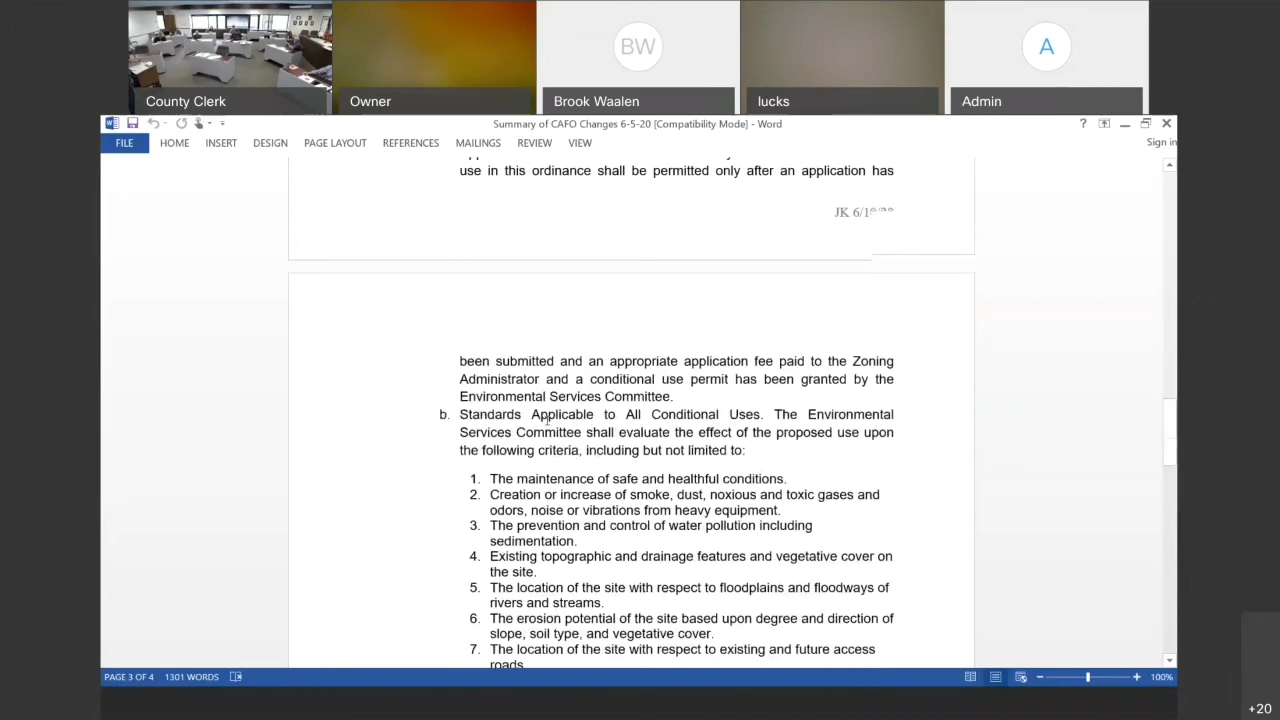 BW
A
County Clerk
Owner
Brook Waalen
lucks
Admin
Summary of CAFO Changes 6-5-20 [Compatibility Mode] - Word
FILE
HOME
INSERT
DESIGN
PAGE LAYOUT
REFERENCES
MAILINGS
REVIEW
VIEW
Sign in
use in this ordinance shall be permitted only after an application has
JK
been submitted and an appropriate application fee paid to the Zoning
Administrator and a conditional use permit has been granted by the
Environmental Services Committee.
b. Standards Applicable to All Conditional Uses. The Environmental
Services Committee shall evaluate the effect of the proposed use upon
the following criteria, including but not limited to:
1. The maintenance of safe and healthful conditions.
2. Creation or increase of smoke, dust, noxious and toxic gases and
odors, noise or vibrations from heavy equipment.
3. The prevention and control of water pollution including
sedimentation.
4. Existing topographic and drainage features and vegetative cover on
the site.
5. The location of the site with respect to floodplains and floodways of
rivers and streams.
6. The erosion potential of the site based upon degree and direction of
slope, soil type, and vegetative cover.
7. The location of the site with respect to existing and future access
roads.
PAGE 3 OF 4
1301 WORDS
100%
+20